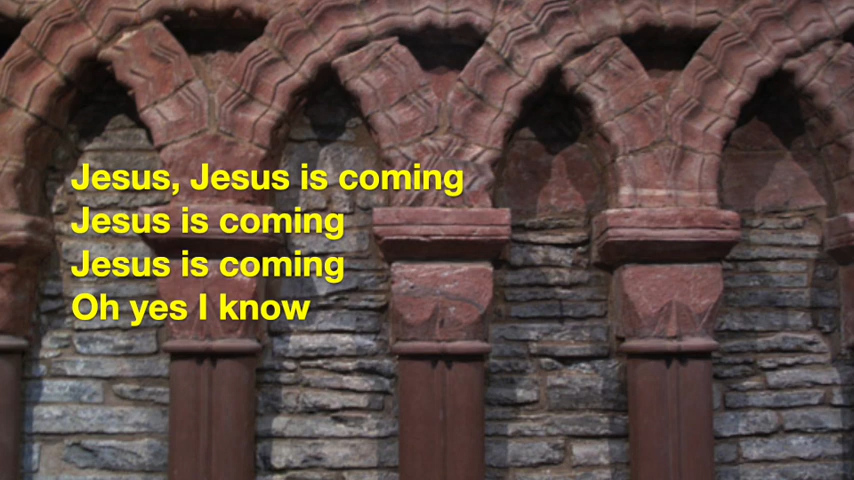 Jesus, Jesus is coming
Jesus is coming
Jesus is coming
Oh yes I know